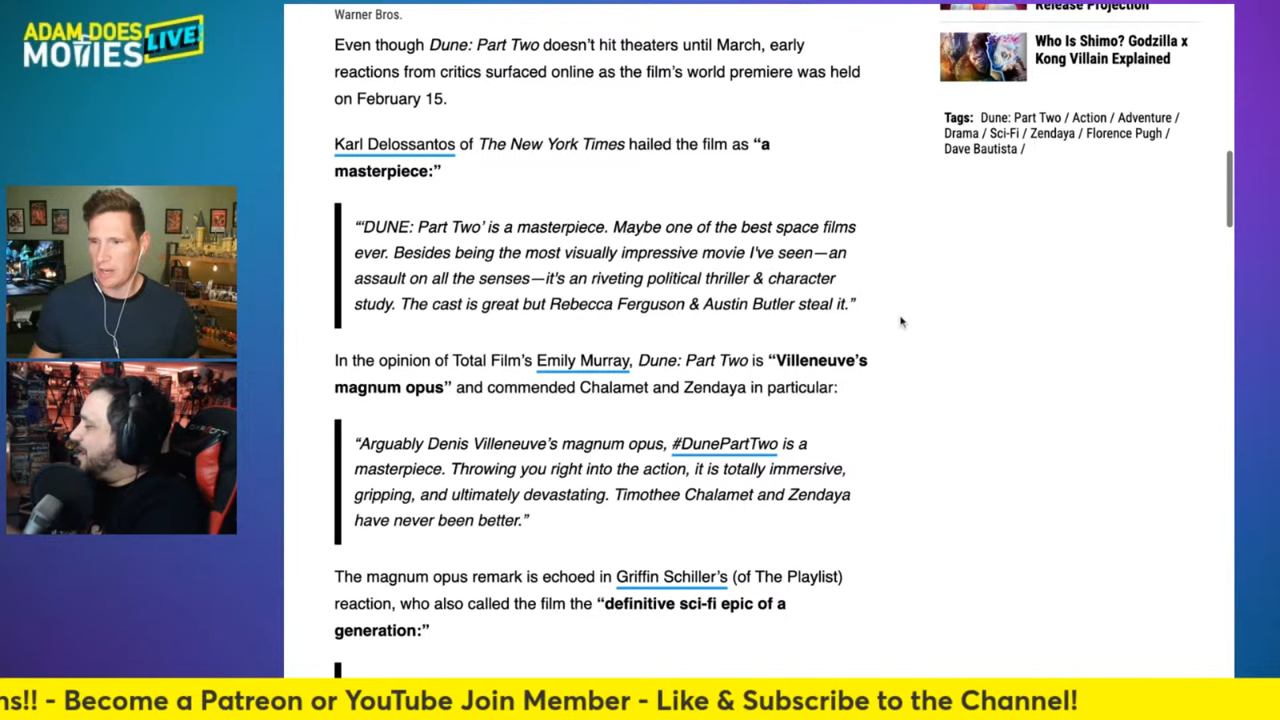 ADAM DOES
MOViES
LIVE!
Warner Bros.
Even though Dune: Part Two doesn’t hit theaters until March, early
reactions from critics surfaced online as the film’s world premiere was held
on February 15.
Karl Delossantos of The New York Times hailed the film as “a
masterpiece:”
“‘DUNE: Part Two’ is a masterpiece. Maybe one of the best space films
ever. Besides being the most visually impressive movie I've seen—an
assault on all the senses—it's an riveting political thriller & character
study. The cast is great but Rebecca Ferguson & Austin Butler steal it.”
In the opinion of Total Film’s Emily Murray, Dune: Part Two is “Villeneuve’s
magnum opus” and commended Chalamet and Zendaya in particular:
“Arguably Denis Villeneuve’s magnum opus, #DunePartTwo is a
masterpiece. Throwing you right into the action, it is totally immersive,
gripping, and ultimately devastating. Timothee Chalamet and Zendaya
have never been better.”
The magnum opus remark is echoed in Griffin Schiller’s (of The Playlist)
reaction, who also called the film the “definitive sci-fi epic of a
generation:”
Release Projection
Who Is Shimo? Godzilla x
Kong Villain Explained
Tags: Dune: Part Two / Action / Adventure /
Drama / Sci-Fi / Zendaya / Florence Pugh /
Dave Bautista /
ns!! - Become a Patreon or YouTube Join Member - Like & Subscribe to the Channel!